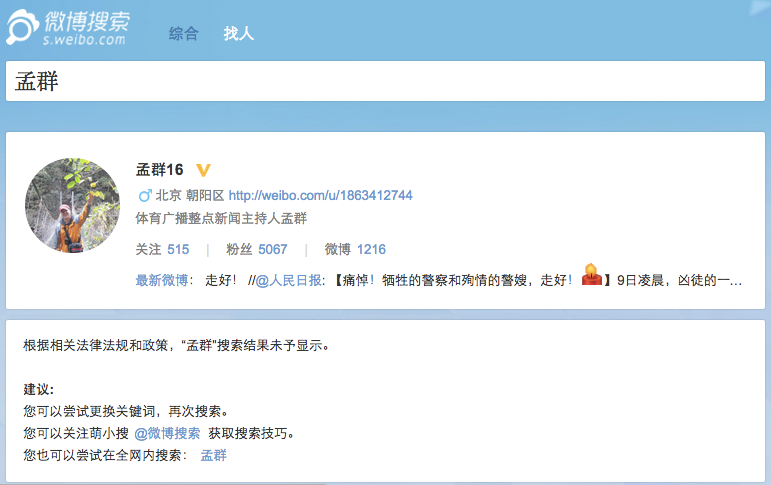 微博搜索
s.weibo.com
综合 找人
孟群
孟群16
北京 朝阳区 http://weibo.com/u/1863412744
体育广播整点新闻主持人孟群
关注 515 | 粉丝 5067 | 微博 1216
最新微博： 走好！ //@人民日报:【痛悼！牺牲的警察和殉情的警嫂，走好！】9日凌晨，凶徒的一...
根据相关法律法规和政策，“孟群”搜索结果未予显示。
建议:
您可以尝试更换关键词，再次搜索。
您可以关注萌小搜 @微博搜索 获取搜索技巧。
您也可以尝试在全网内搜索： 孟群